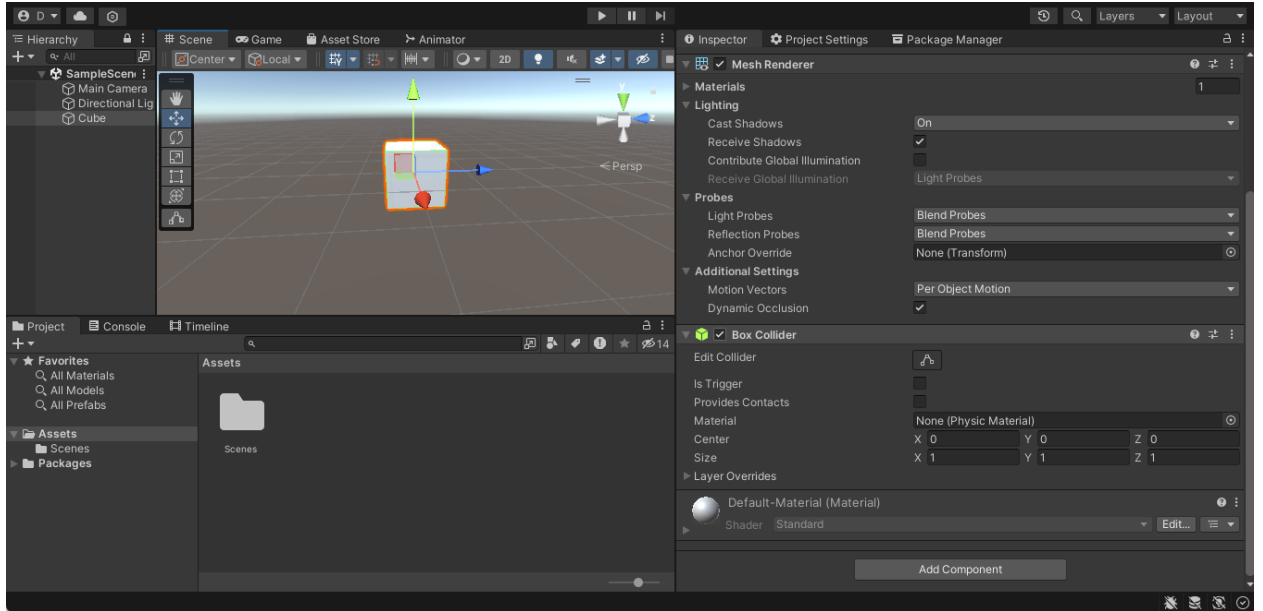 D
Layers
Layout
Hierarchy
Scene
Game
Asset Store
Animator
Inspector
Project Settings
Package Manager
All
Center
Local
2D
SampleScen
Main Camera
Directional Lig
Cube
y
z
Persp
Mesh Renderer
Materials
1
Lighting
Cast Shadows
On
Receive Shadows
Contribute Global Illumination
Receive Global Illumination
Light Probes
Probes
Light Probes
Blend Probes
Reflection Probes
Blend Probes
Anchor Override
None (Transform)
Additional Settings
Motion Vectors
Per Object Motion
Dynamic Occlusion
Box Collider
Edit Collider
Is Trigger
Provides Contacts
Material
None (Physic Material)
Center
X 0
Y 0
Z 0
Size
X 1
Y 1
Z 1
Layer Overrides
Default-Material (Material)
Shader
Standard
Edit...
Add Component
Project
Console
Timeline
14
Favorites
All Materials
All Models
All Prefabs
Assets
Scenes
Packages
Assets
Scenes